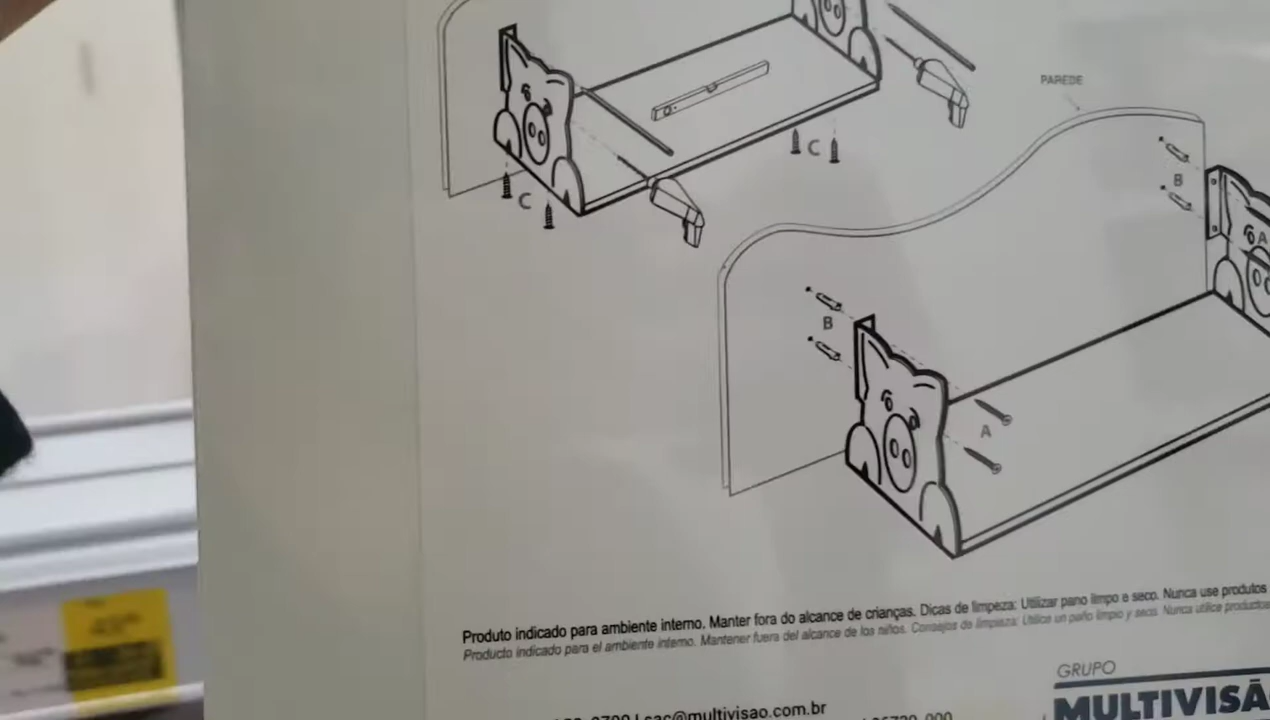 C
C
PAREDE
B
A
B
A
Produto indicado para ambiente interno. Manter fora do alcance de crianças. Dicas de limpeza: Utilizar pano limpo e seco. Nunca use produtos
Producto indicado para el ambiente interno. Mantener fuera del alcance de los niños. Consejos de limpieza: Utilice un paño limpio y seco. Nunca utilice productos
GRUPO
MULTIVISÃ
sac@multivisao.com.br